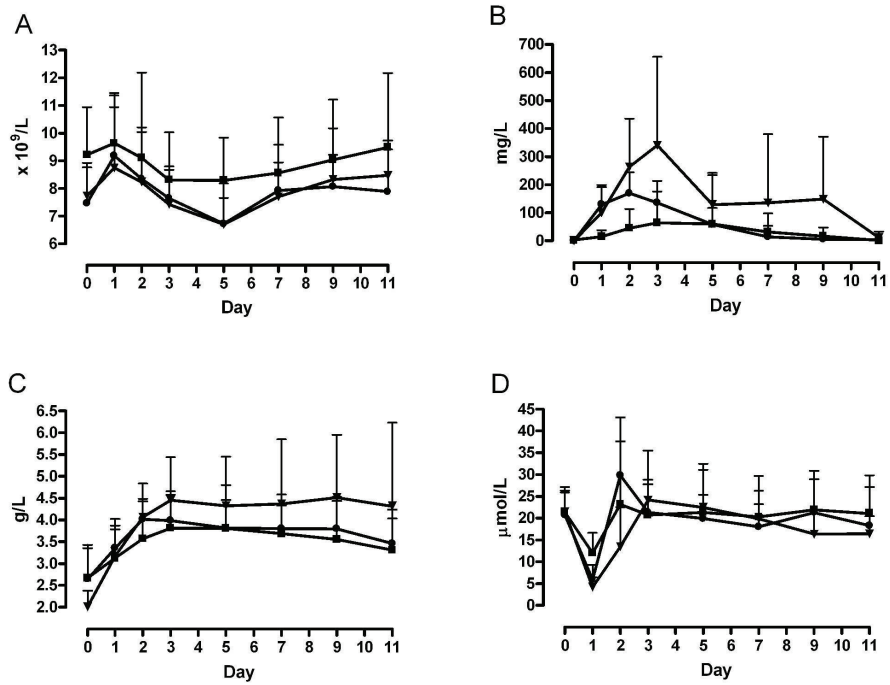 A
13
12
11
10
9
8
7
6
x 10⁹/L
0 1 2 3 4 5 6 7 8 9 10 11
Day
B
700
600
500
400
300
200
100
0
mg/L
0 1 2 3 4 5 6 7 8 9 10 11
Day
C
6.5
6.0
5.5
5.0
4.5
4.0
3.5
3.0
2.5
2.0
g/L
0 1 2 3 4 5 6 7 8 9 10 11
Day
D
45
40
35
30
25
20
15
10
5
0
μmol/L
0 1 2 3 4 5 6 7 8 9 10 11
Day